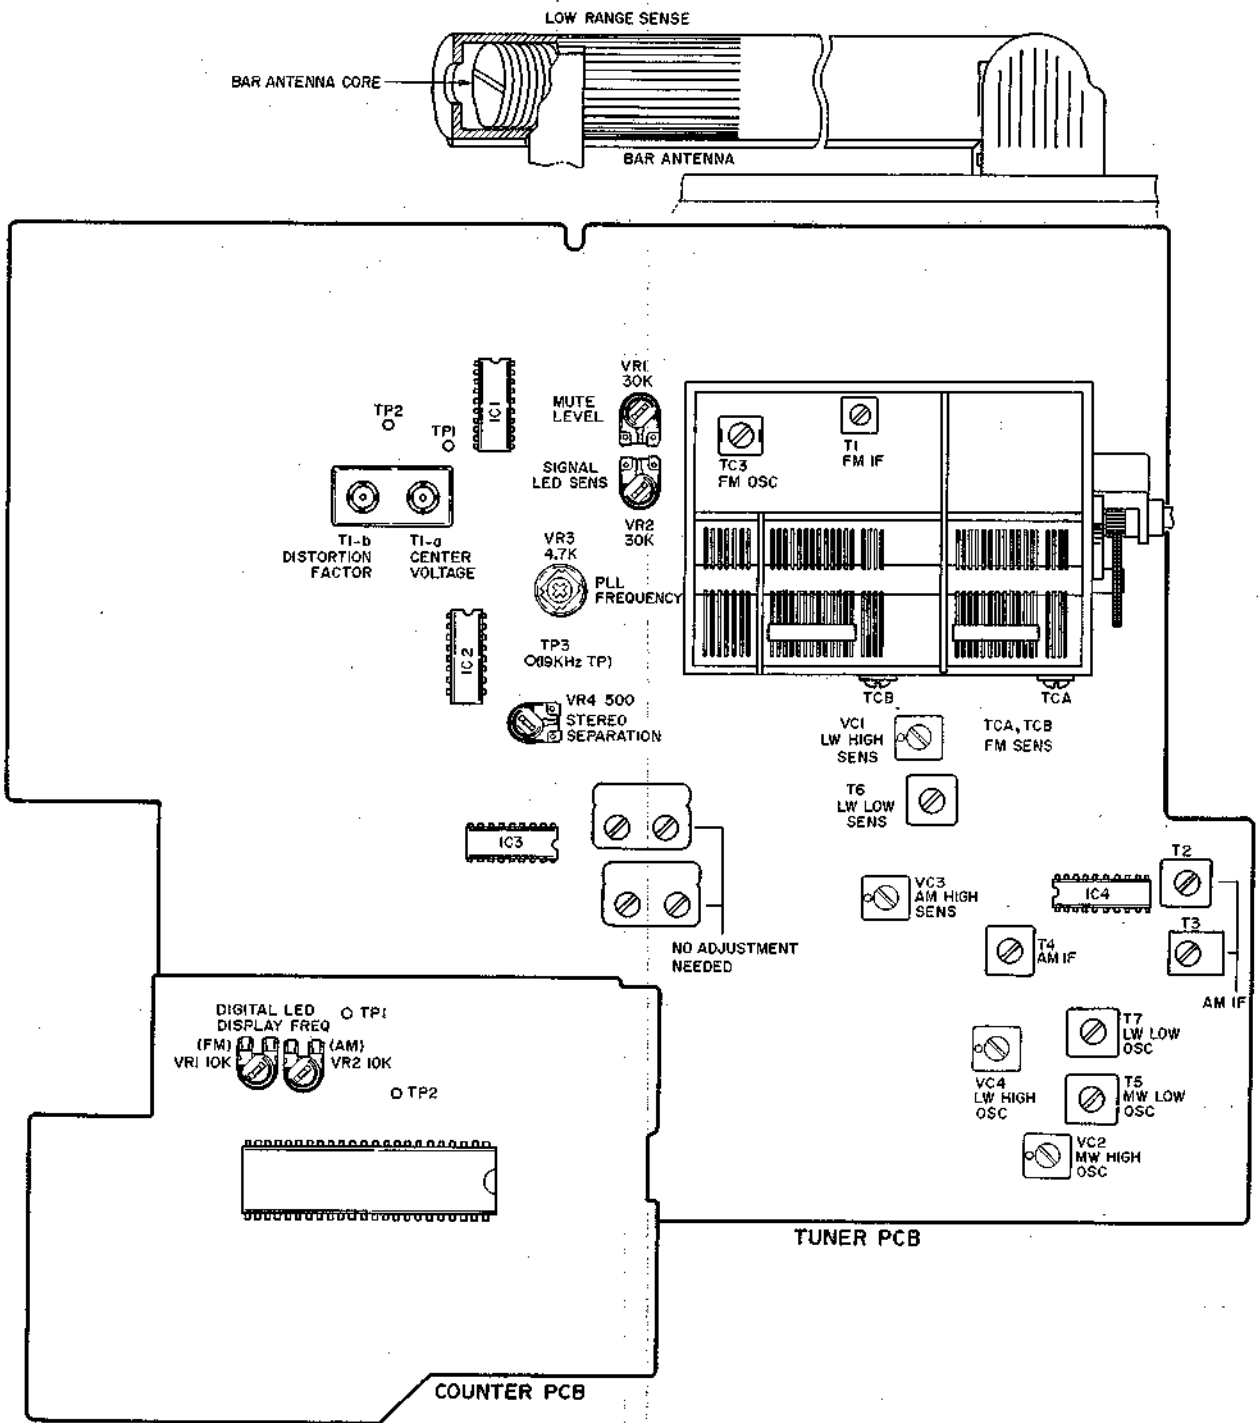 LOW RANGE SENSE
BAR ANTENNA CORE
BAR ANTENNA
VR1
30K
MUTE
LEVEL
IC1
TP2
TP1
SIGNAL
LED SENS
VR2
30K
TC3
FM OSC
T1
FM IF
T1-b
DISTORTION
FACTOR
T1-a
CENTER
VOLTAGE
VR3
4.7K
PLL
FREQUENCY
IC2
TP3
(19KHz TP)
VR4 500
STEREO
SEPARATION
TCB
TCA
VC1
LW HIGH
SENS
TCA, TCB
FM SENS
T6
LW LOW
SENS
IC3
NO ADJUSTMENT
NEEDED
VC3
AM HIGH
SENS
IC4
T2
T3
AM IF
T4
AM IF
T7
LW LOW
OSC
VC4
LW HIGH
OSC
T5
MW LOW
OSC
VC2
MW HIGH
OSC
TUNER PCB
DIGITAL LED
DISPLAY FREQ
TP1
(FM)
VR1 10K
(AM)
VR2 10K
TP2
COUNTER PCB